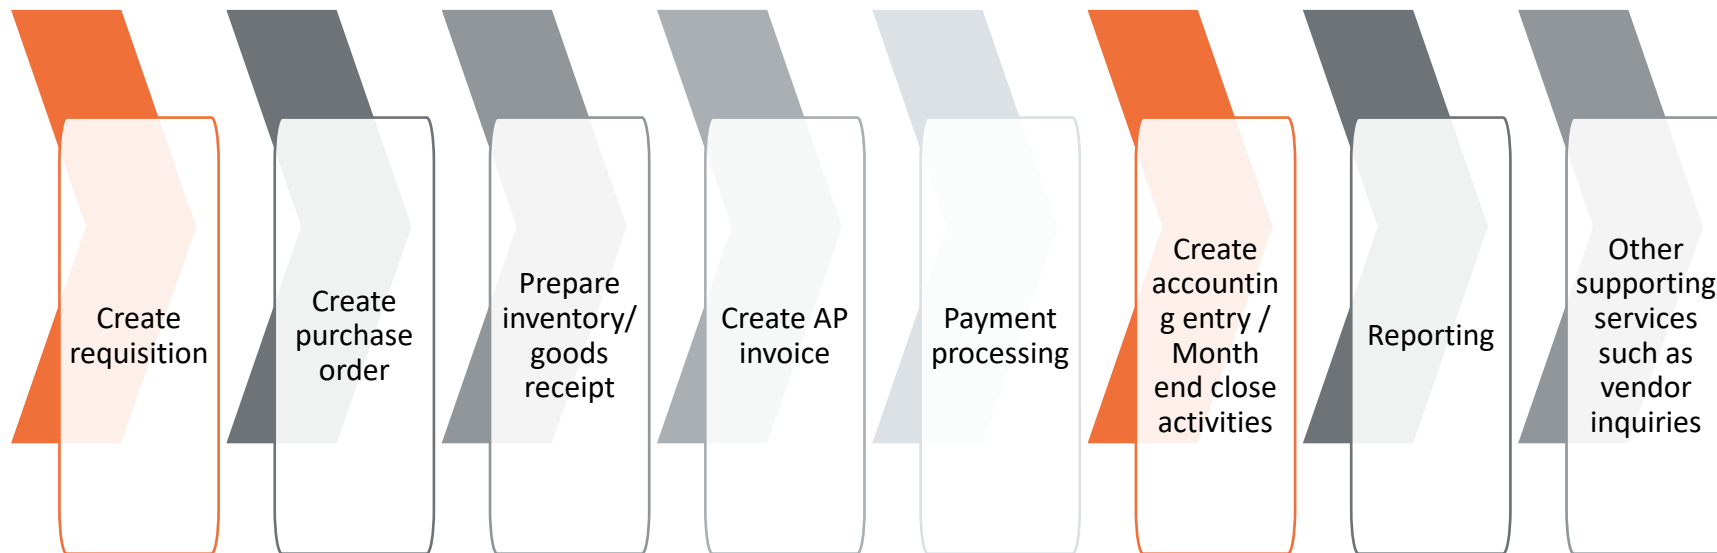 Create
requisition
Create
purchase
order
Prepare
inventory/
goods
receipt
Create AP
invoice
Payment
processing
Create
accountin
g entry /
Month
end close
activities
Reporting
Other
supporting
services
such as
vendor
inquiries